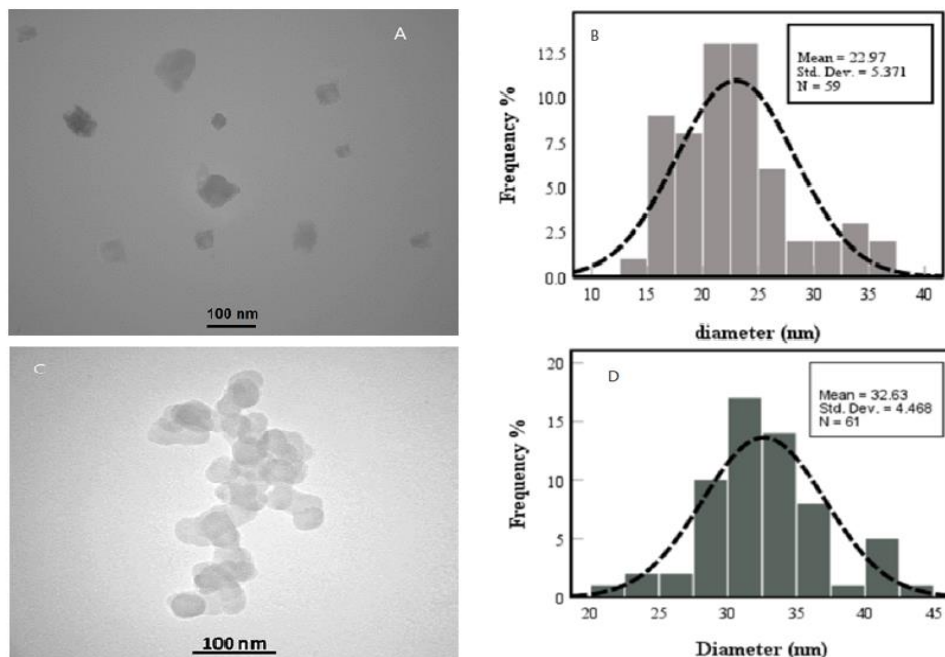 A
100 nm
B
Mean = 22.97
Std. Dev. = 5.371
N = 59
Frequency %
12.5
10.0
7.5
5.0
2.5
0.0
10 15 20 25 30 35 40
diameter (nm)
C
100 nm
D
Mean = 32.63
Std. Dev. = 4.468
N = 61
Frequency %
20
15
10
5
0
20 25 30 35 40 45
Diameter (nm)